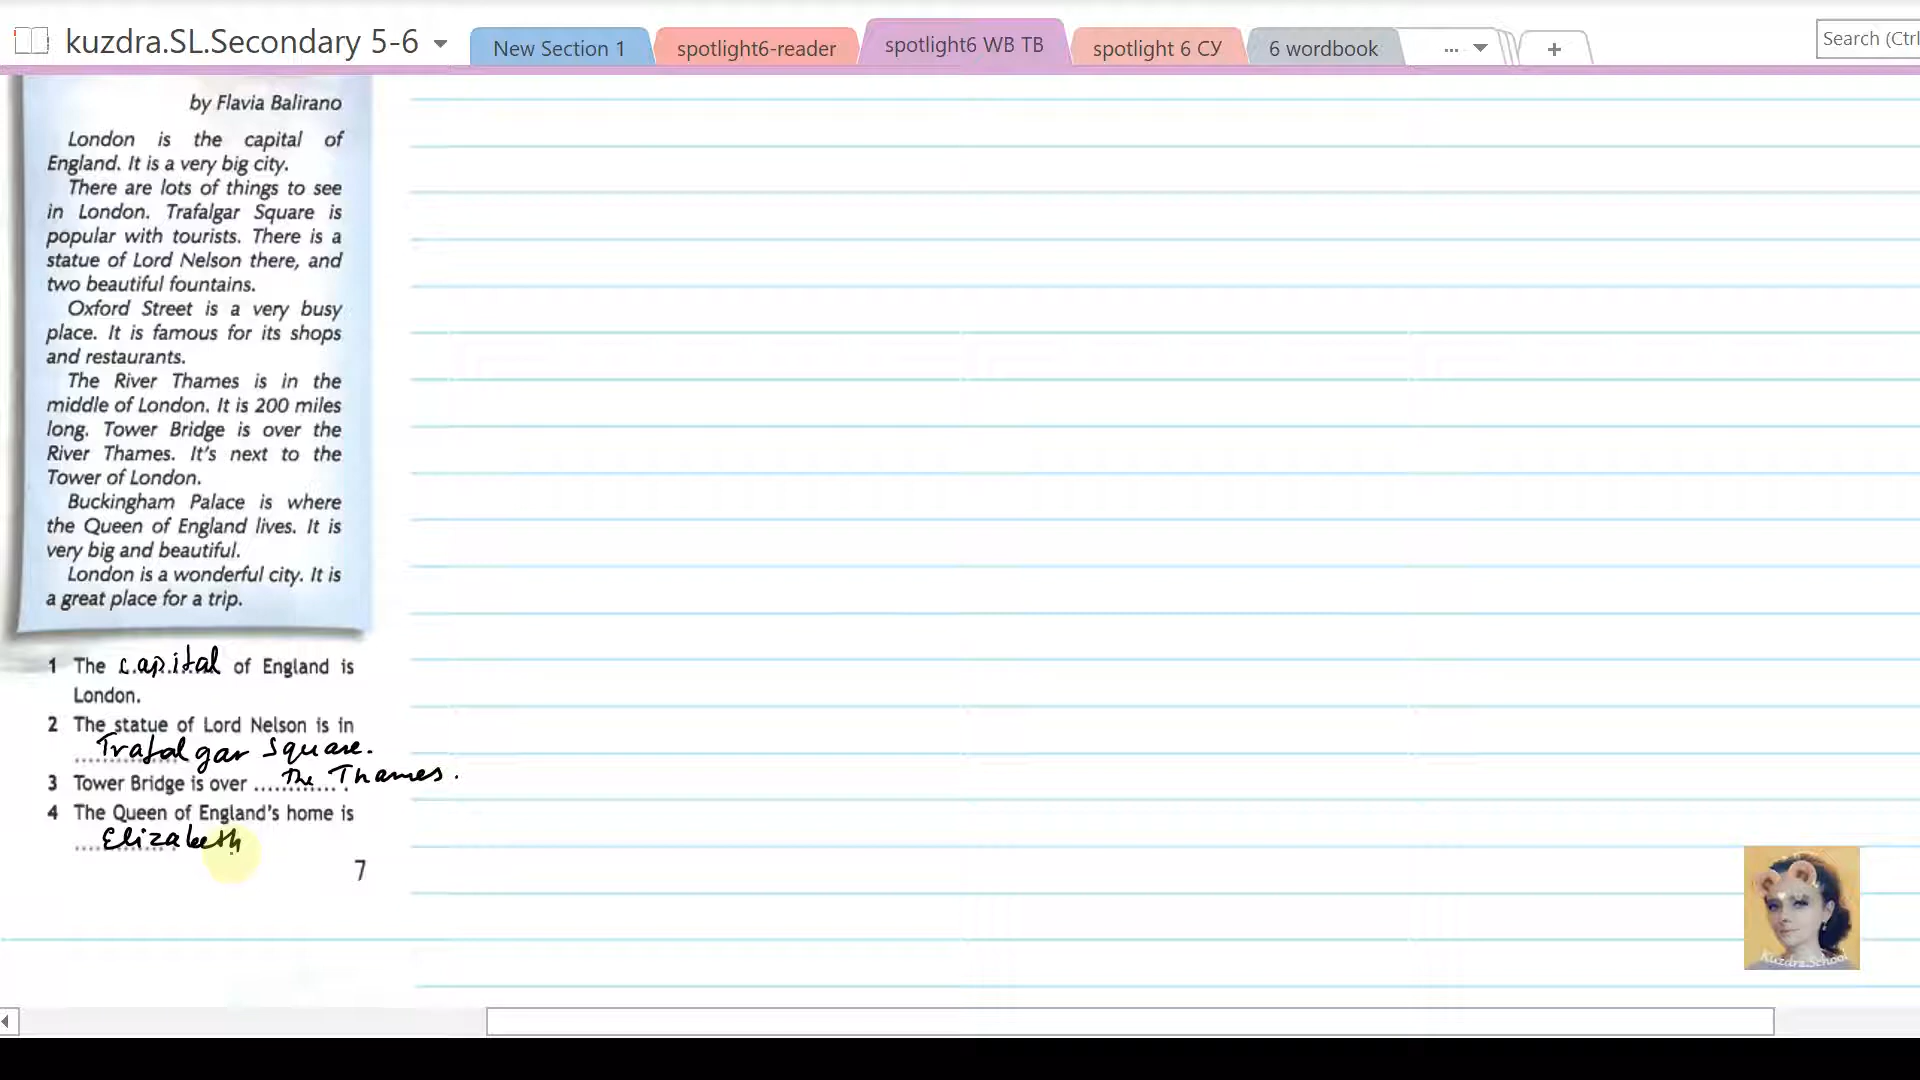 kuzdra.SL.Secondary 5-6
New Section 1
spotlight6-reader
spotlight6 WB TB
spotlight 6 СУ
6 wordbook
...
+
Search (Ctrl
by Flavia Balirano
London is the capital of
England. It is a very big city.
There are lots of things to see
in London. Trafalgar Square is
popular with tourists. There is a
statue of Lord Nelson there, and
two beautiful fountains.
Oxford Street is a very busy
place. It is famous for its shops
and restaurants.
The River Thames is in the
middle of London. It is 200 miles
long. Tower Bridge is over the
River Thames. It's next to the
Tower of London.
Buckingham Palace is where
the Queen of England lives. It is
very big and beautiful.
London is a wonderful city. It is
a great place for a trip.
1 The capital of England is
London.
2 The statue of Lord Nelson is in
Trafalgar Square.
3 Tower Bridge is over the Thames.
4 The Queen of England's home is
Elizabeth
7
Kuzdra.School